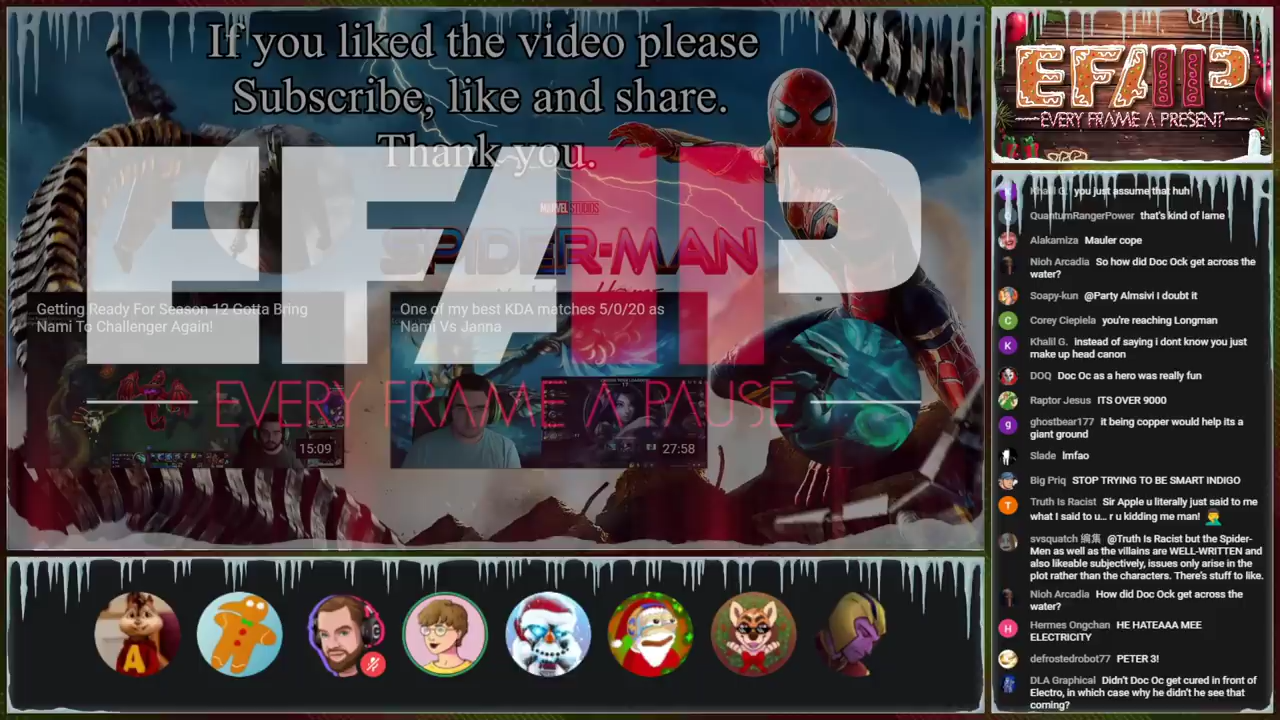 If you liked the video please
Subscribe, like and share.
Thank you.
EFAP
MARVEL STUDIOS
SPIDER-MAN
Getting Ready For Season 12 Gotta Bring
Nami To Challenger Again!
One of my best KDA matches 5/0/20 as
Nami Vs Janna
EVERY FRAME A PAUSE
15:09
27:58
A
EFAP
EVERY FRAME A PRESENT
Khalil G. you just assume that huh
QuantumRangerPower that's kind of lame
Alakamiza Mauler cope
Nioh Arcadia So how did Doc Ock get across the
water?
Soapy-kun @Party Almsivi I doubt it
C
Corey Ciepiela you're reaching Longman
K
Khalil G. instead of saying i dont know you just
make up head canon
DOQ Dom Oc as a hero was really fun
Raptor Jesus ITS OVER 9000
g
ghostbear177 it being copper would help its a
giant ground
Slade lmfao
Big Priq STOP TRYING TO BE SMART INDIGO
T
Truth Is Racist Sir Apple u literally just said to me
what I said to u... r u kidding me man!
svsquatch 編集 @Truth Is Racist but the Spider-
Men as well as the villains are WELL-WRITTEN and
also likeable subjectively, issues only arise in the
plot rather than the characters. There's stuff to like.
Nioh Arcadia How did Doc Ock get across the
water?
H
Hermes Ongchan HE HATEAAA MEE
ELECTRICITY
defrostedrobot77 PETER 3!
DLA Graphical Didn't Doc Oc get cured in front of
Electro, in which case why he didn't he see that
coming?